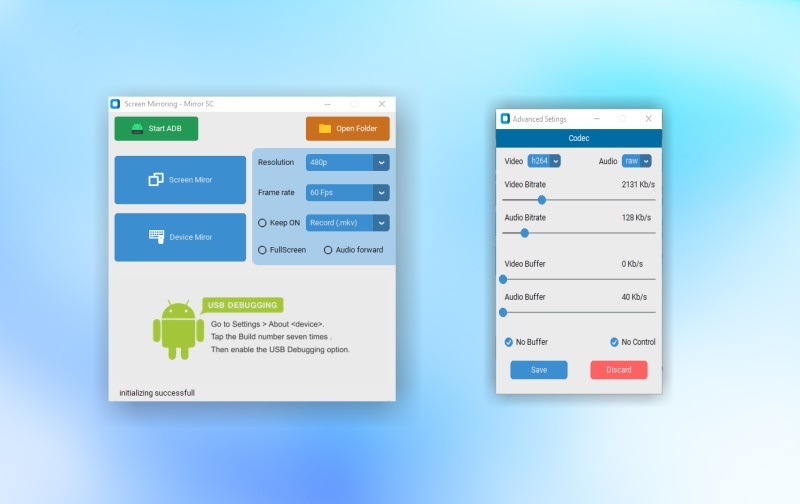 Screen Mirroring - Mirror SC
Start ADB
Open Folder
Screen Miror
Device Miror
Resolution
480p
Frame rate
60 Fps
Keep ON
Record (.mkv)
FullScreen
Audio forward
USB DEBUGGING
Go to Settings > About <device>.
Tap the Build number seven times .
Then enable the USB Debugging option.
initializing successfull
Advanced Setings
Codec
Video
h264
Audio
raw
Video Bitrate
2131 Kb/s
Audio Bitrate
128 Kb/s
Video Buffer
0 Kb/s
Audio Buffer
40 Kb/s
No Buffer
No Control
Save
Discard